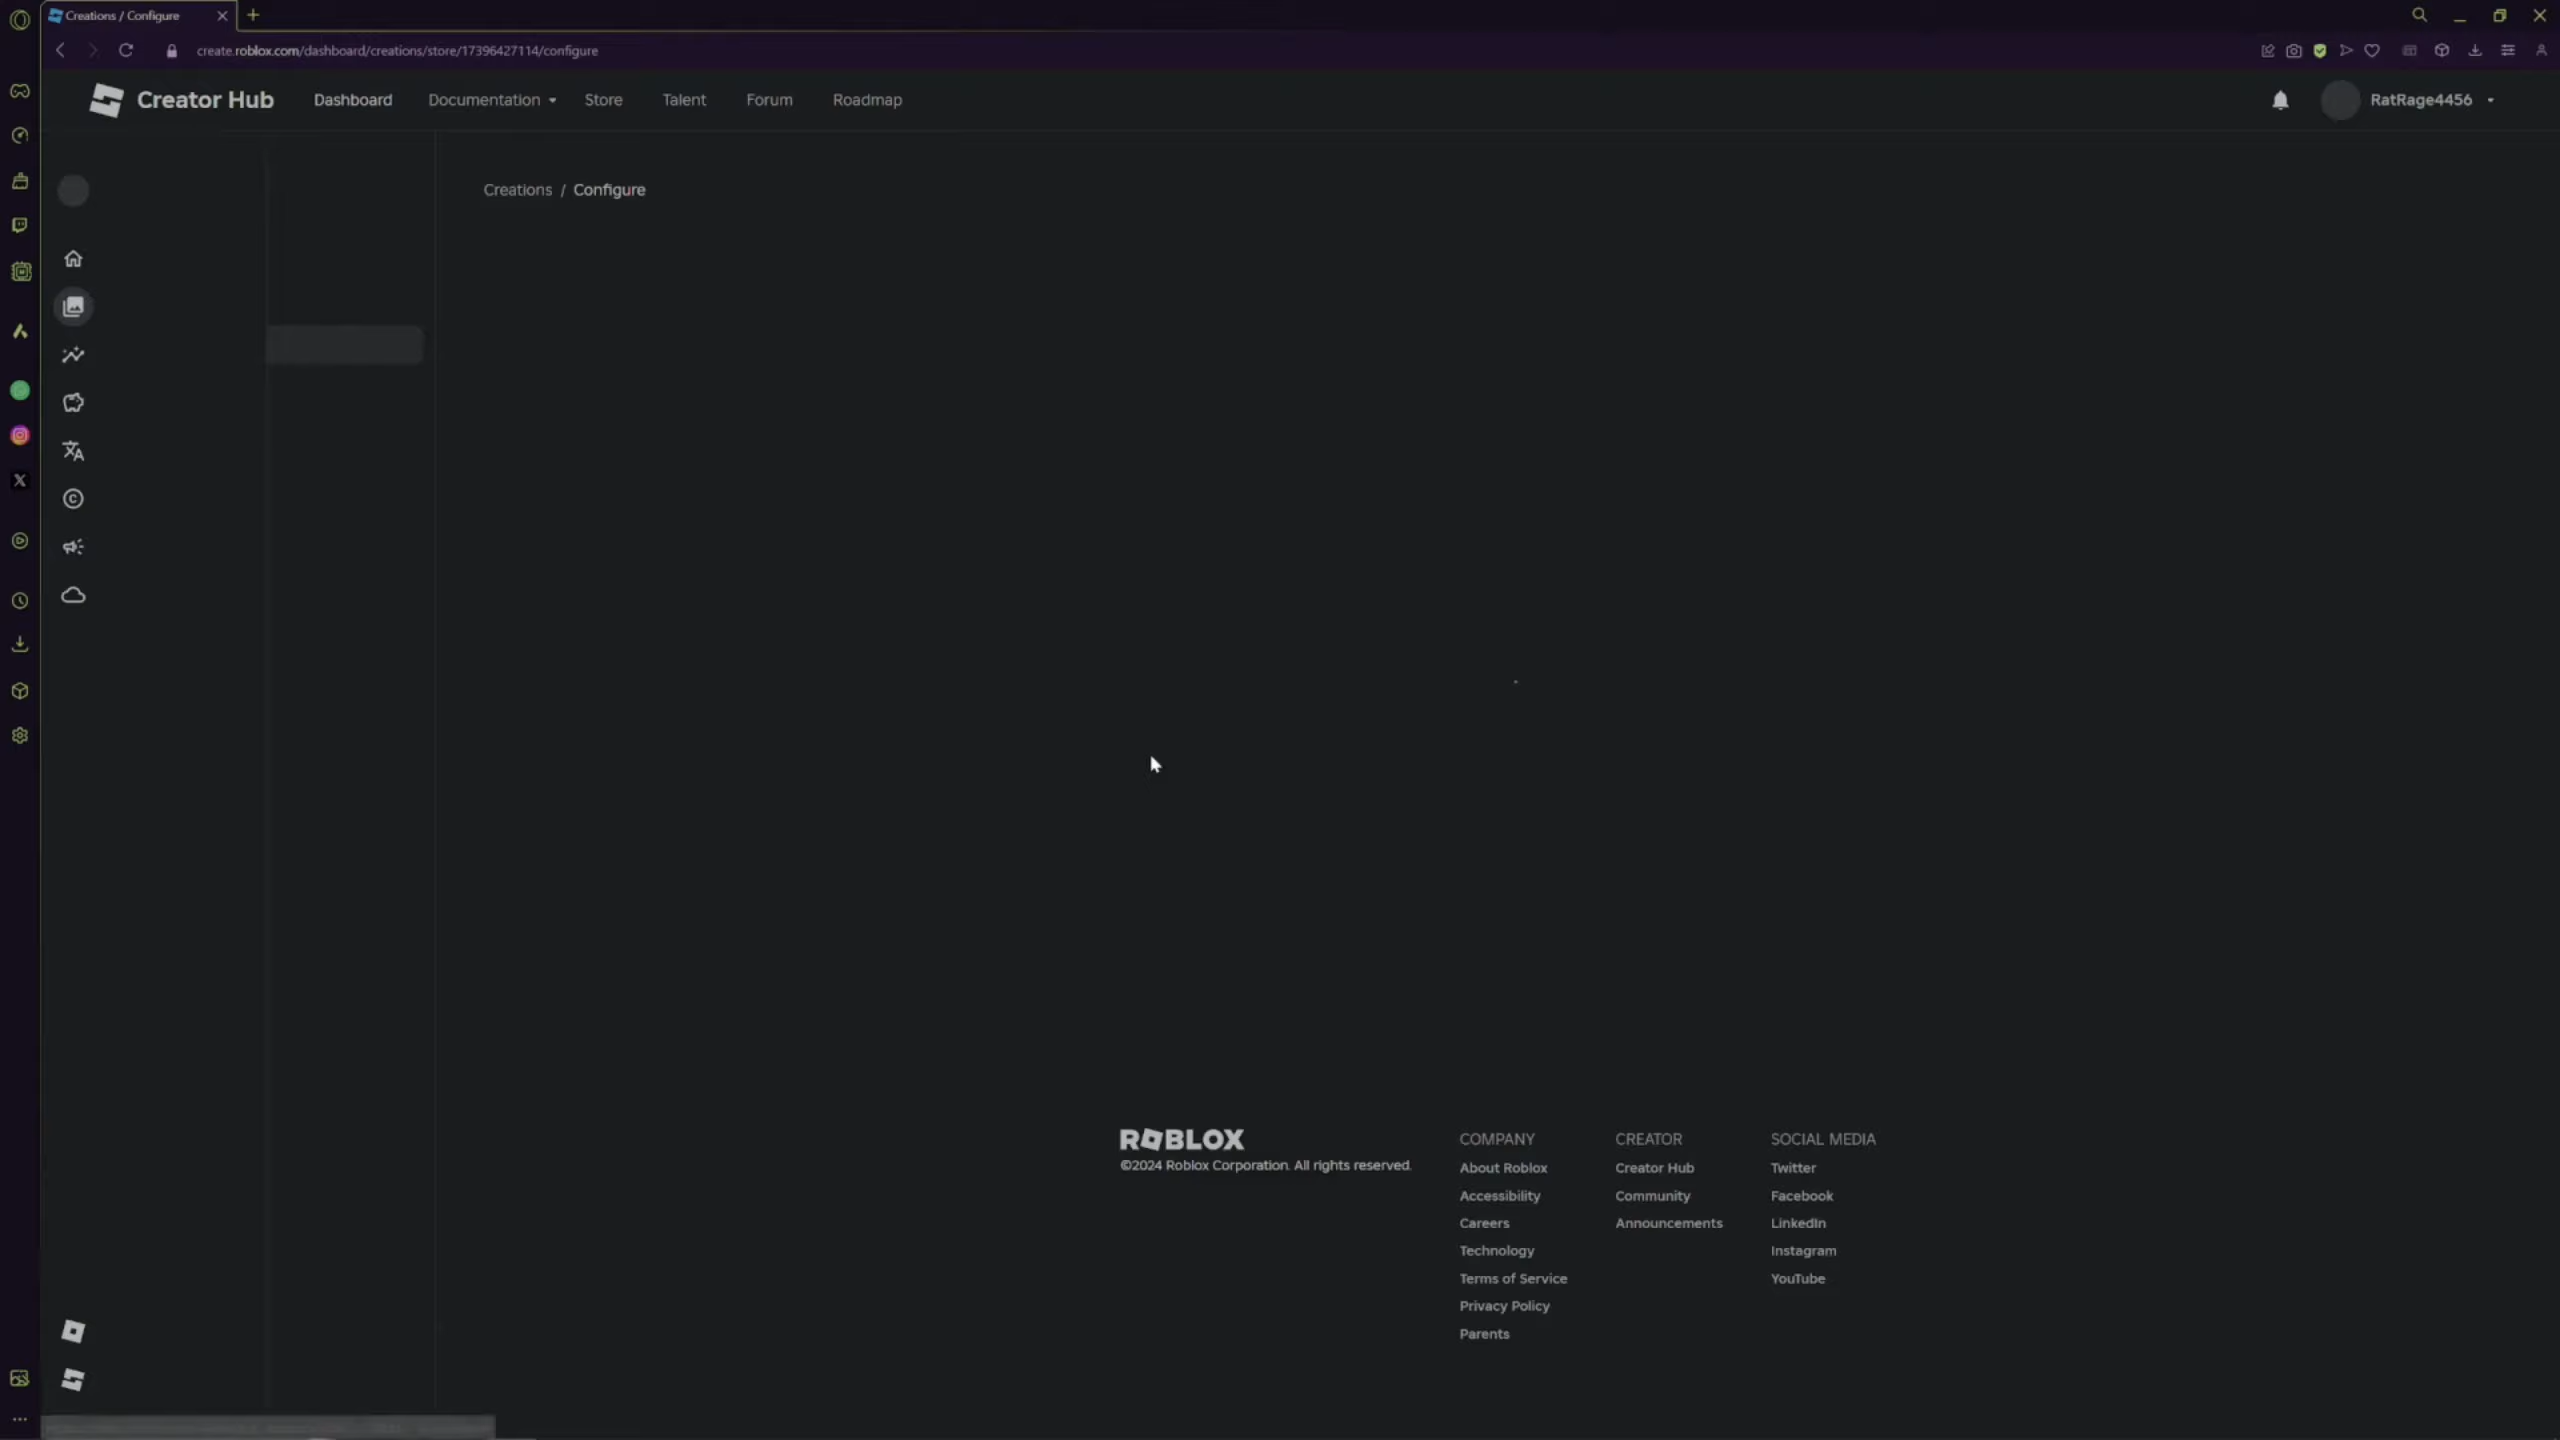 Creations / Configure
create.roblox.com/dashboard/creations/store/17396427114/configure
Creator Hub
Dashboard
Documentation
Store
Talent
Forum
Roadmap
RatRage4456
Creations / Configure
ROBLOX
©2024 Roblox Corporation. All rights reserved.
COMPANY
About Roblox
Accessibility
Careers
Technology
Terms of Service
Privacy Policy
Parents
CREATOR
Creator Hub
Community
Announcements
SOCIAL MEDIA
Twitter
Facebook
LinkedIn
Instagram
YouTube